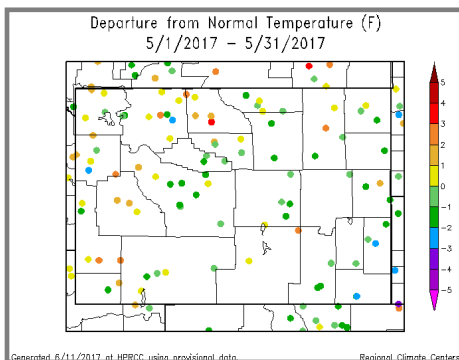 Departure from Normal Temperature (F)
5/1/2017 – 5/31/2017
5
4
3
2
1
0
-1
-2
-3
-4
-5
Generated 6/11/2017 at HPRCC using provisional data.
Regional Climate Centers